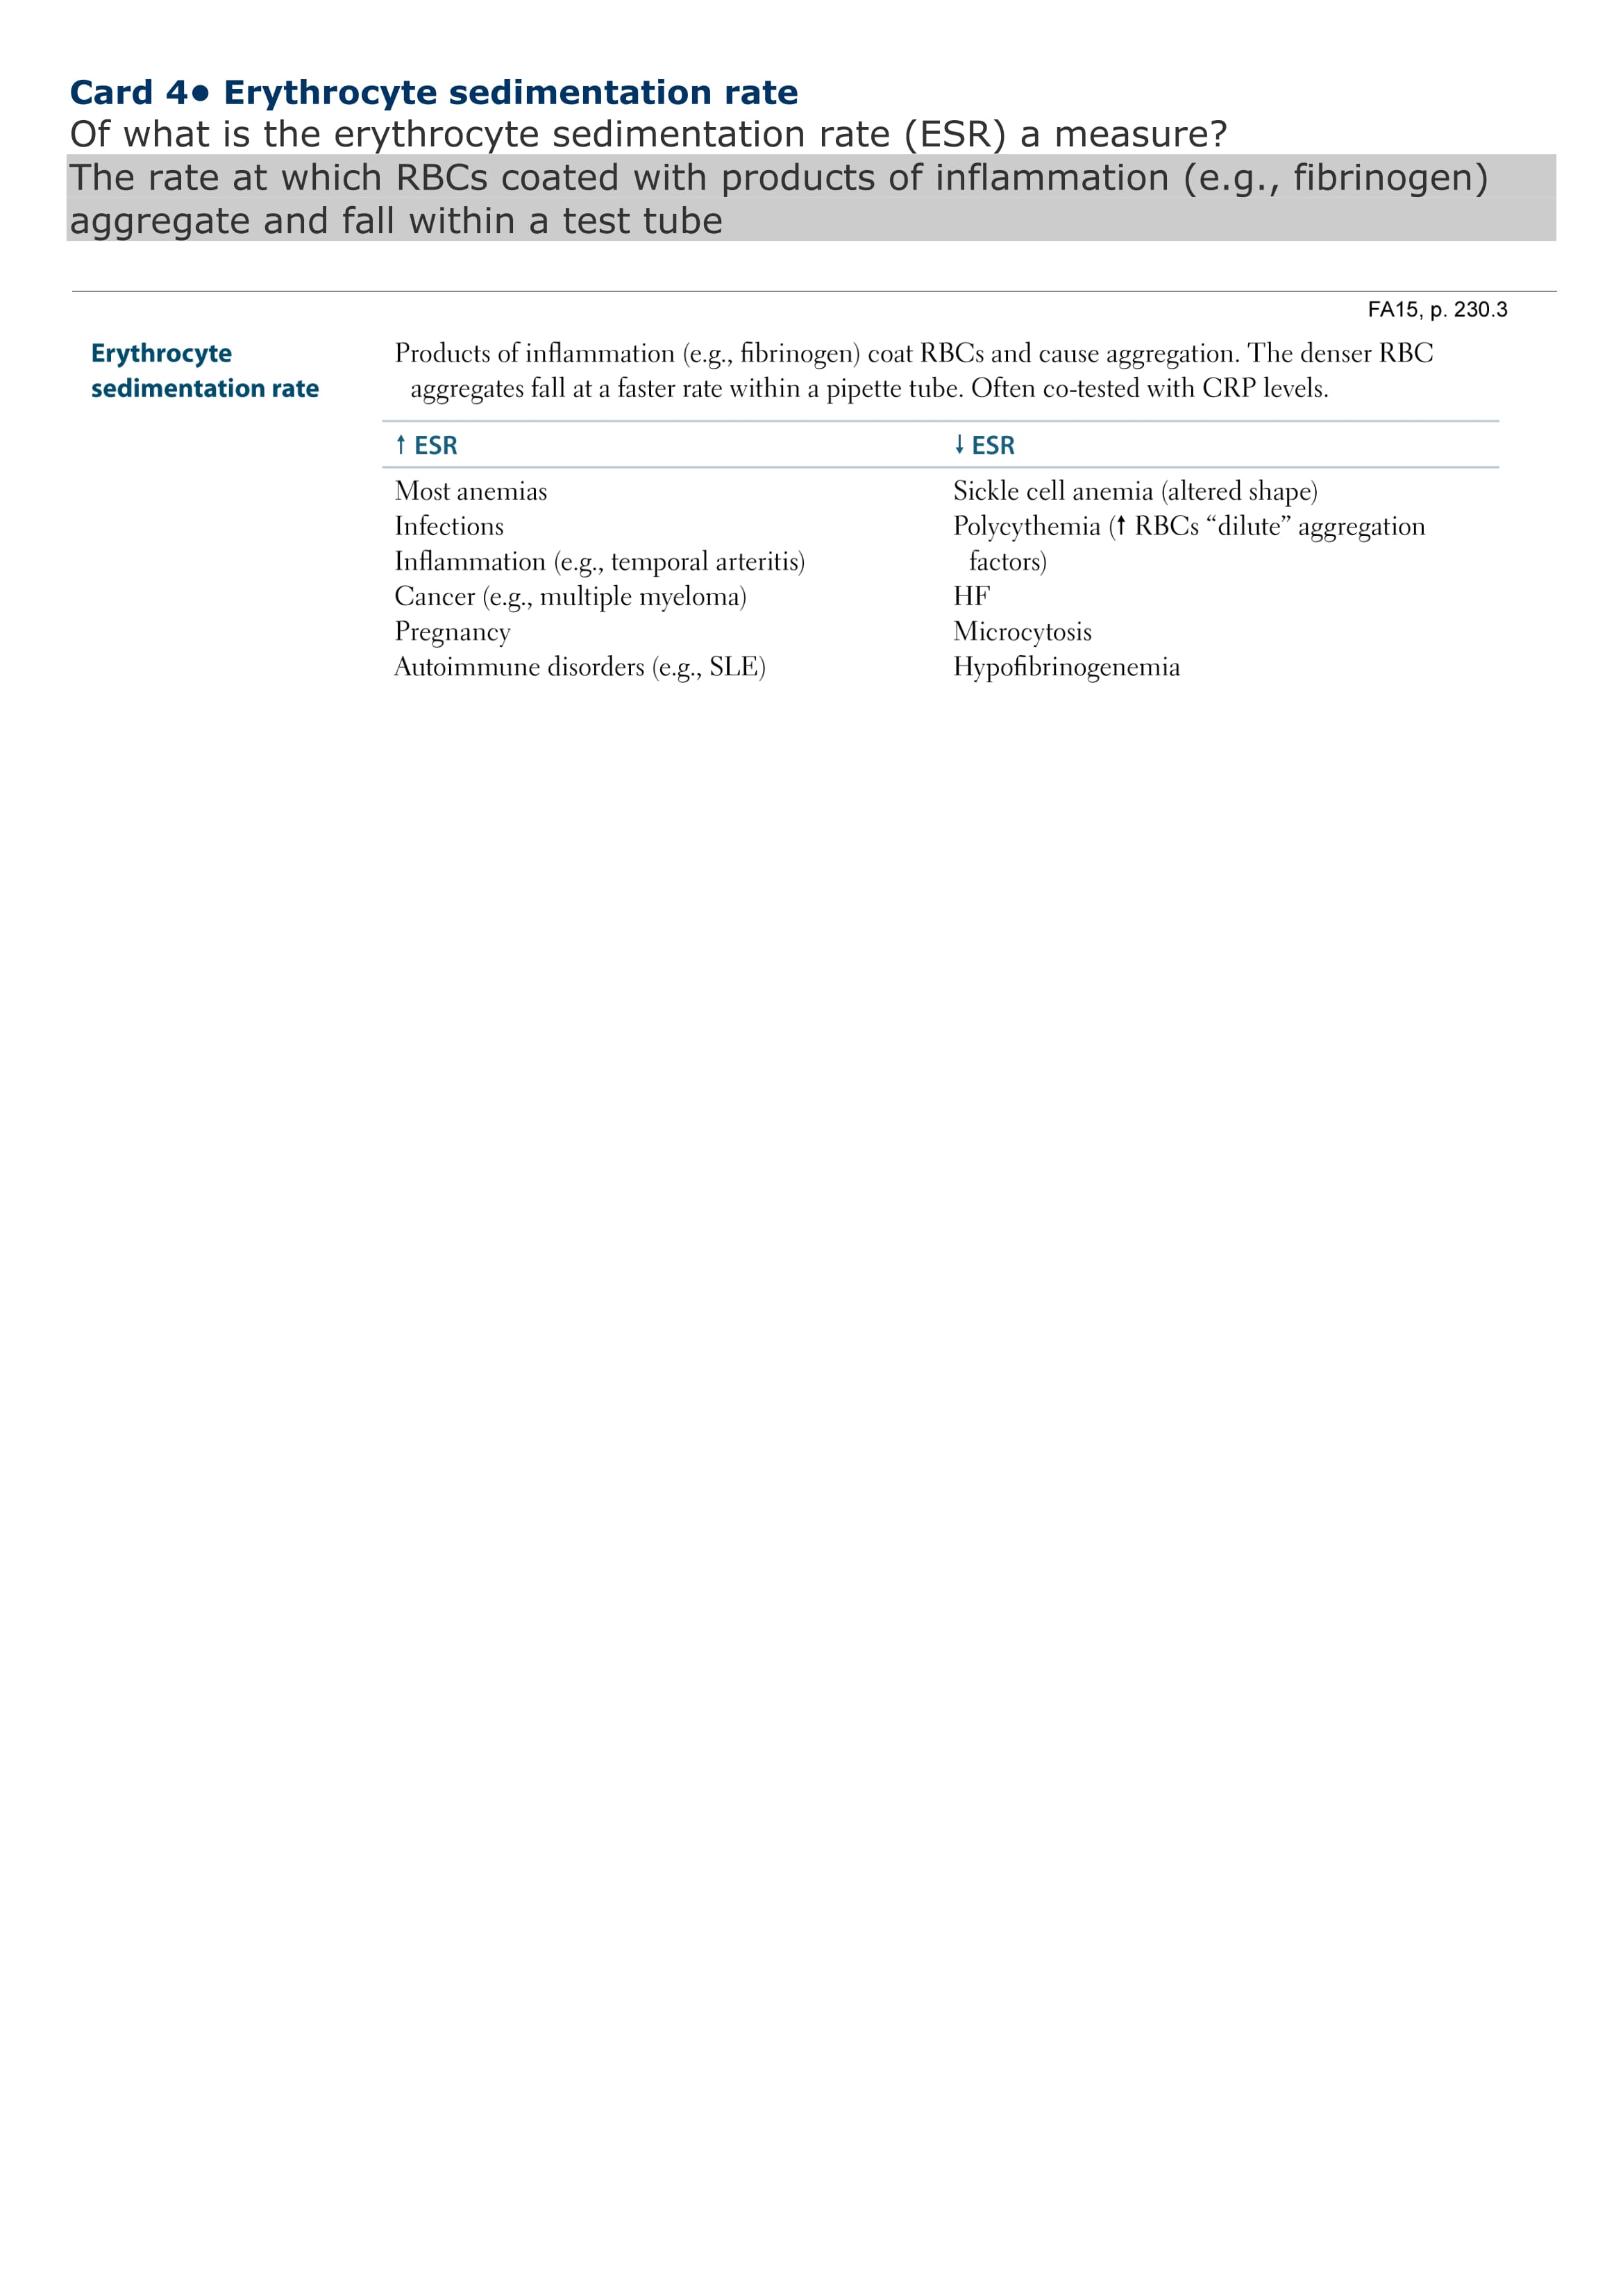 Card 4● Erythrocyte sedimentation rate
Of what is the erythrocyte sedimentation rate (ESR) a measure?
The rate at which RBCs coated with products of inflammation (e.g., fibrinogen)
aggregate and fall within a test tube
FA15, p. 230.3
Erythrocyte
sedimentation rate
Products of inflammation (e.g., fibrinogen) coat RBCs and cause aggregation. The denser RBC
aggregates fall at a faster rate within a pipette tube. Often co-tested with CRP levels.
↑ ESR
Most anemias
Infections
Inflammation (e.g., temporal arteritis)
Cancer (e.g., multiple myeloma)
Pregnancy
Autoimmune disorders (e.g., SLE)
↓ ESR
Sickle cell anemia (altered shape)
Polycythemia (↑ RBCs “dilute” aggregation
factors)
HF
Microcytosis
Hypofibrinogenemia